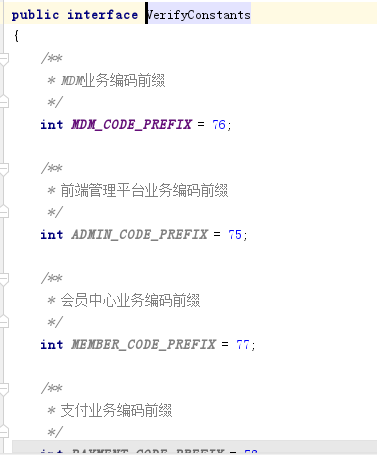 public interface VerifyConstants
{
/**
* MDM业务编码前缀
*/
int MDM_CODE_PREFIX = 76;
/**
* 前端管理平台业务编码前缀
*/
int ADMIN_CODE_PREFIX = 75;
/**
* 会员中心业务编码前缀
*/
int MEMBER_CODE_PREFIX = 77;
/**
* 支付业务编码前缀
*/
int PAYMENT_CODE_PREFIX = 78